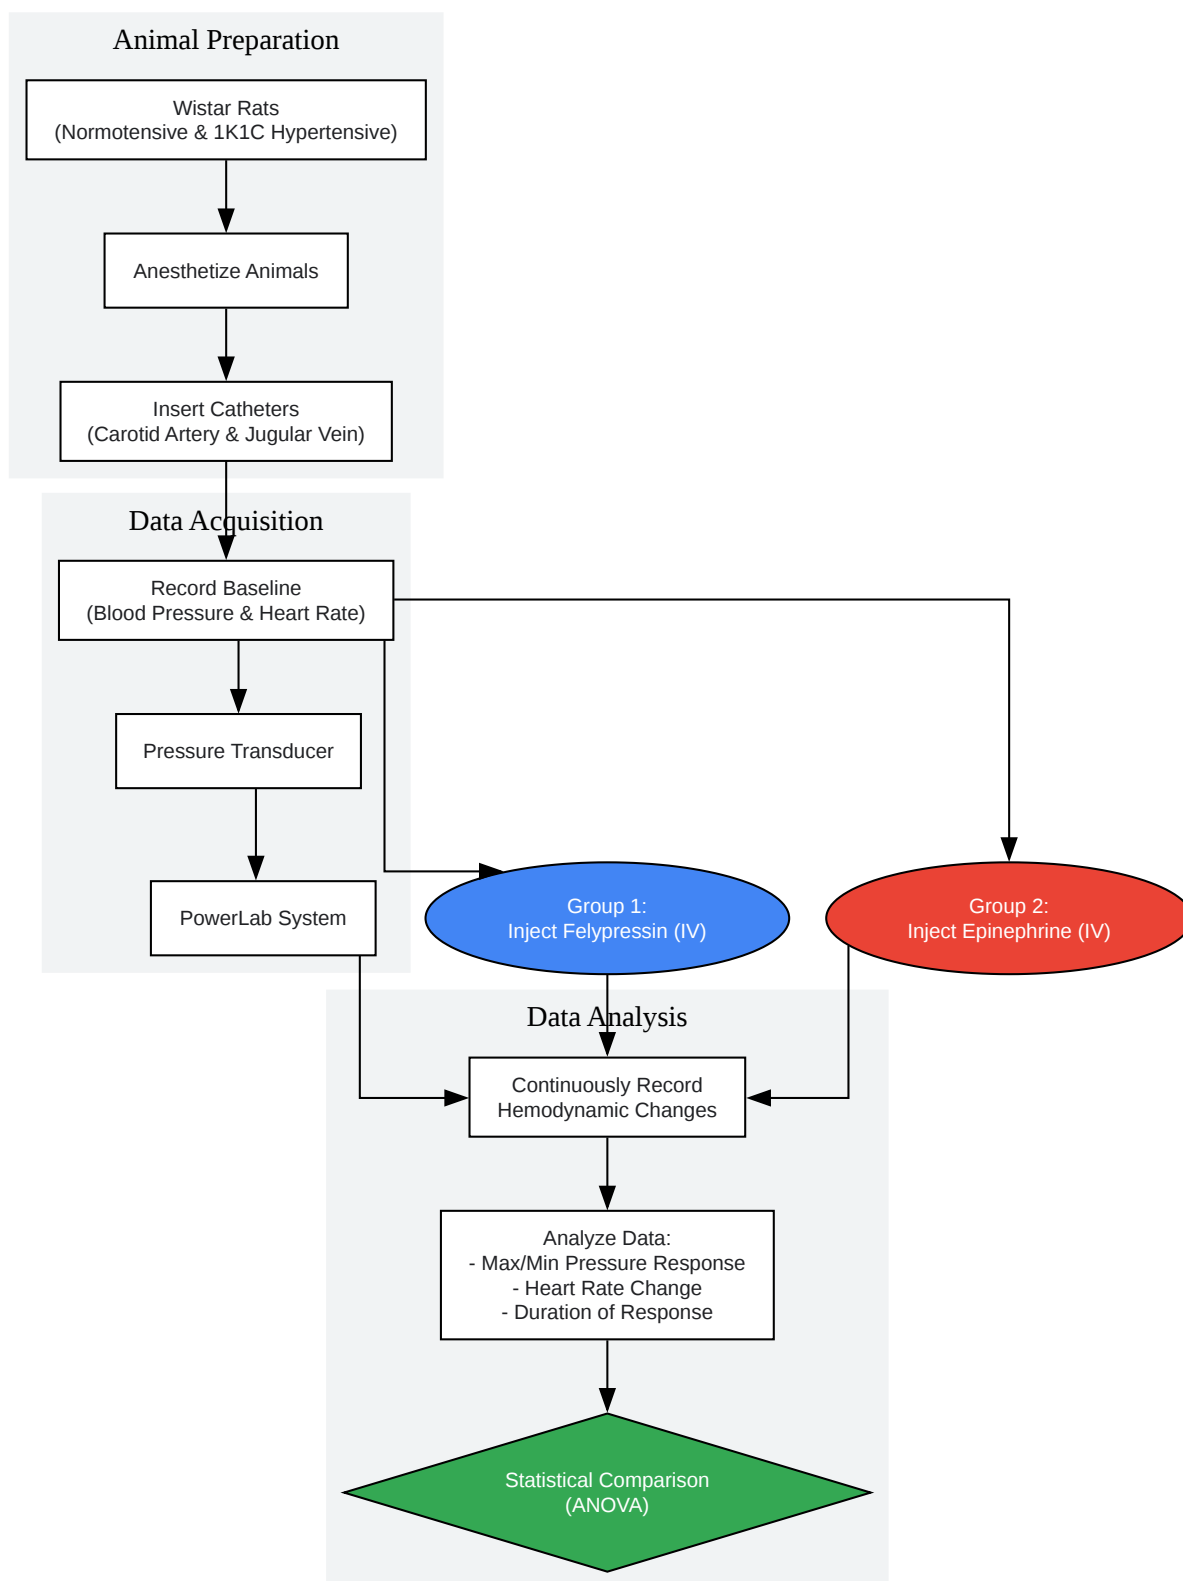 Animal Preparation
Wistar Rats
(Normotensive & 1K1C Hypertensive)
Anesthetize Animals
Insert Catheters
(Carotid Artery & Jugular Vein)
Data Acquisition
Record Baseline
(Blood Pressure & Heart Rate)
Pressure Transducer
PowerLab System
Group 1:
Inject Felypressin (IV)
Group 2:
Inject Epinephrine (IV)
Data Analysis
Continuously Record
Hemodynamic Changes
Analyze Data:
- Max/Min Pressure Response
- Heart Rate Change
- Duration of Response
Statistical Comparison
(ANOVA)